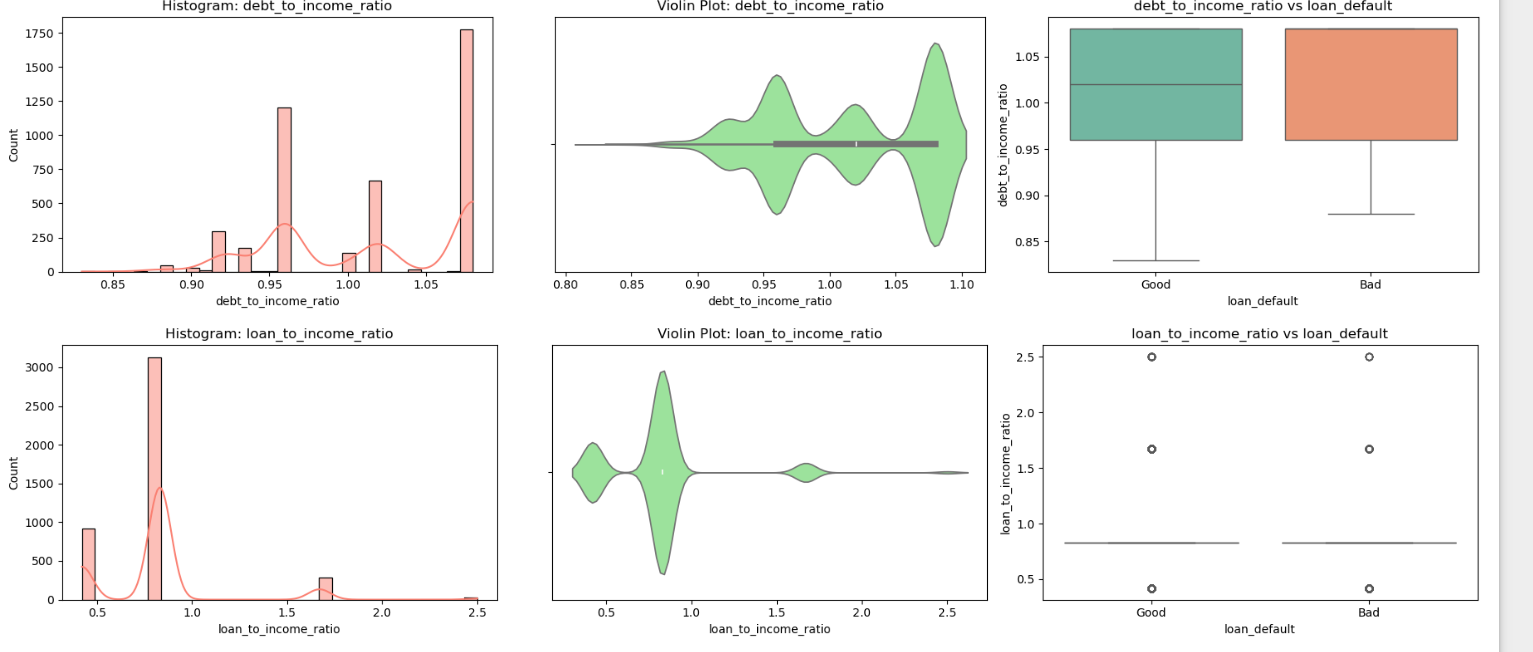 Histogram: debt_to_income_ratio
Violin Plot: debt_to_income_ratio
debt_to_income_ratio vs loan_default
1750
1500
1250
1000
750
500
250
0
Count
0.85 0.90 0.95 1.00 1.05
debt_to_income_ratio
0.80 0.85 0.90 0.95 1.00 1.05 1.10
debt_to_income_ratio
1.05
1.00
0.95
0.90
0.85
debt_to_income_ratio
Good Bad
loan_default
Histogram: loan_to_income_ratio
Violin Plot: loan_to_income_ratio
loan_to_income_ratio vs loan_default
3000
2500
2000
1500
1000
500
0
Count
0.5 1.0 1.5 2.0 2.5
loan_to_income_ratio
0.5 1.0 1.5 2.0 2.5
loan_to_income_ratio
2.5
2.0
1.5
1.0
0.5
loan_to_income_ratio
Good Bad
loan_default